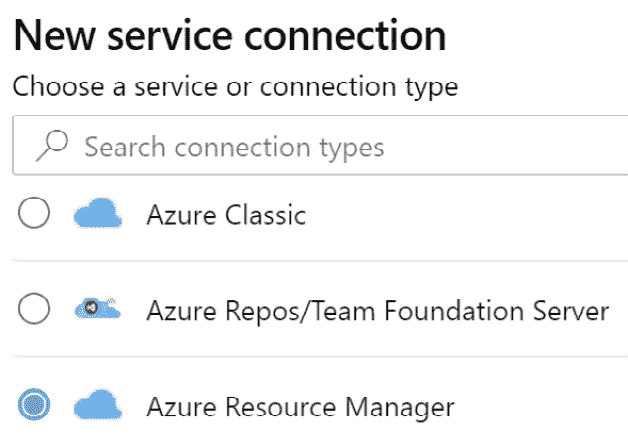 New service connection
Choose a service or connection type
Search connection types
Azure Classic
Azure Repos/Team Foundation Server
Azure Resource Manager